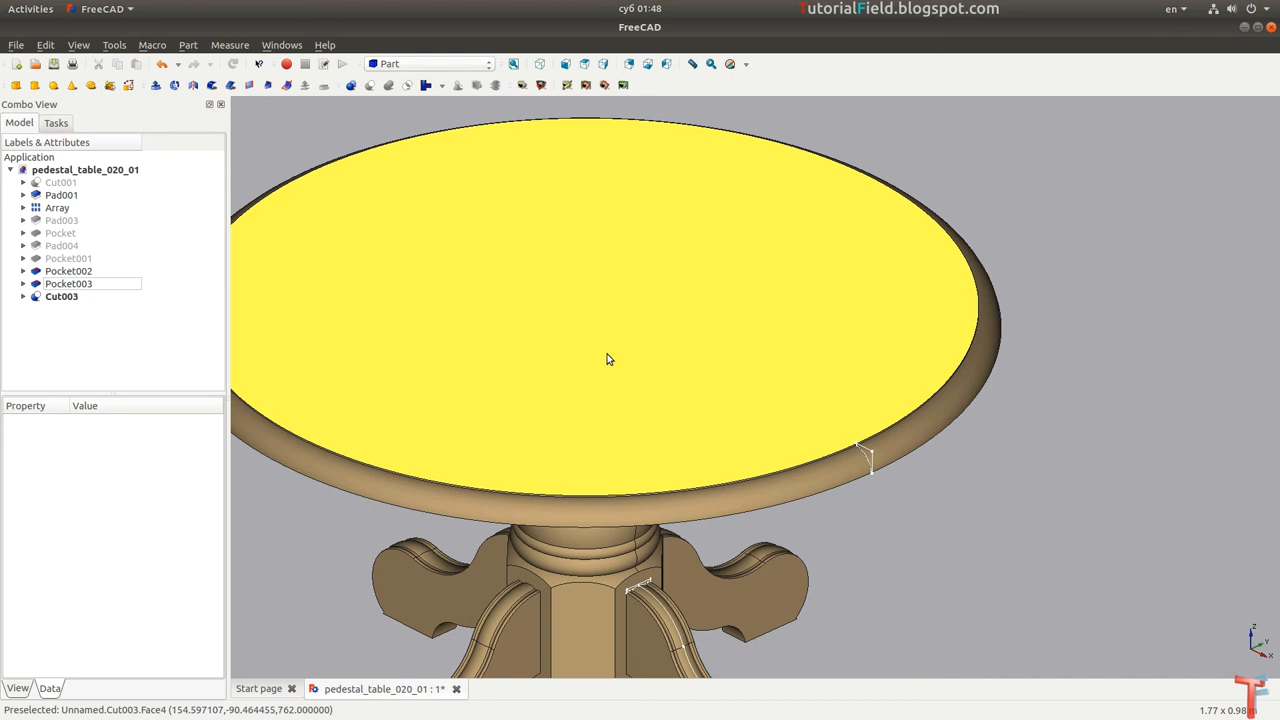 Activities
FreeCAD
суб 01:48
TutorialField.blogspot.com
en
FreeCAD
File Edit View Tools Macro Part Measure Windows Help
Part
Combo View
Model Tasks
Labels & Attributes
Application
pedestal_table_020_01
Cut001
Pad001
Array
Pad003
Pocket
Pad004
Pocket001
Pocket002
Pocket003
Cut003
Property Value
View Data
Start page
pedestal_table_020_01 : 1*
Preselected: Unnamed.Cut003.Face4 (154.597107,-90.464455,762.000000)
1.77 x 0.98 m
Z
Y
X
TF